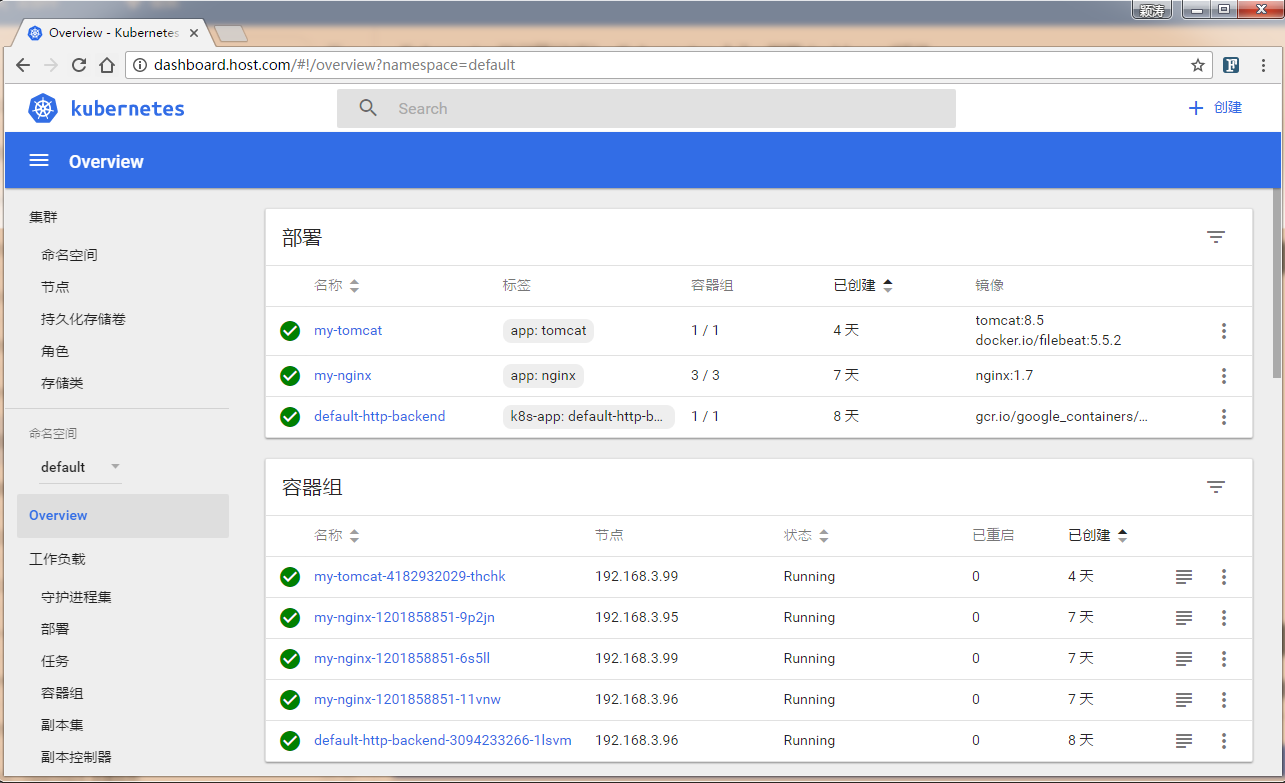 颖涛
Overview - Kubernetes
dashboard.host.com/#!/overview?namespace=default
kubernetes
Search
创建
Overview
集群
命名空间
节点
持久化存储卷
角色
存储类
命名空间
default
Overview
工作负载
守护进程集
部署
任务
容器组
副本集
副本控制器
部署
名称 标签 容器组 已创建 镜像
my-tomcat app: tomcat 1 / 1 4 天 tomcat:8.5
docker.io/filebeat:5.5.2
my-nginx app: nginx 3 / 3 7 天 nginx:1.7
default-http-backend k8s-app: default-http-b... 1 / 1 8 天 gcr.io/google_containers/...
容器组
名称 节点 状态 已重启 已创建
my-tomcat-4182932029-thchk 192.168.3.99 Running 0 4 天
my-nginx-1201858851-9p2jn 192.168.3.95 Running 0 7 天
my-nginx-1201858851-6s5ll 192.168.3.99 Running 0 7 天
my-nginx-1201858851-11vnw 192.168.3.96 Running 0 7 天
default-http-backend-3094233266-1lsvm 192.168.3.96 Running 0 8 天